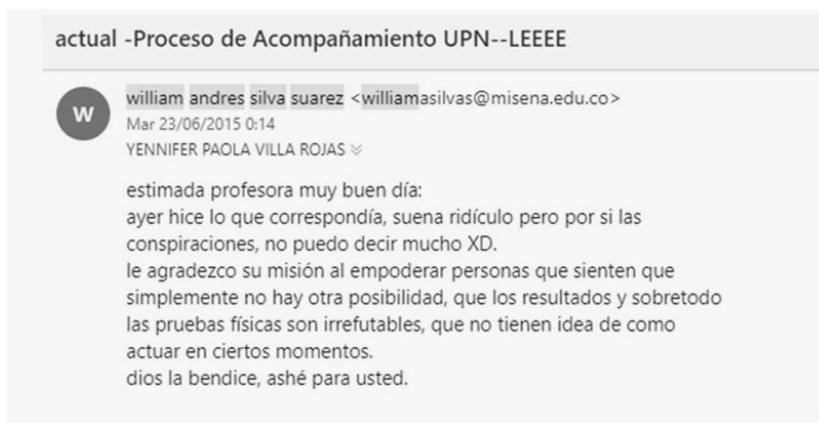 actual -Proceso de Acompañamiento UPN--LEEEE
W
william andres silva suarez <williamasilvas@misena.edu.co>
Mar 23/06/2015 0:14
YENNIFER PAOLA VILLA ROJAS
estimada profesora muy buen día:
ayer hice lo que correspondía, suena ridículo pero por si las
conspiraciones, no puedo decir mucho XD.
le agradezco su misión al empoderar personas que sienten que
simplemente no hay otra posibilidad, que los resultados y sobretodo
las pruebas físicas son irrefutables, que no tienen idea de como
actuar en ciertos momentos.
dios la bendice, ashé para usted.